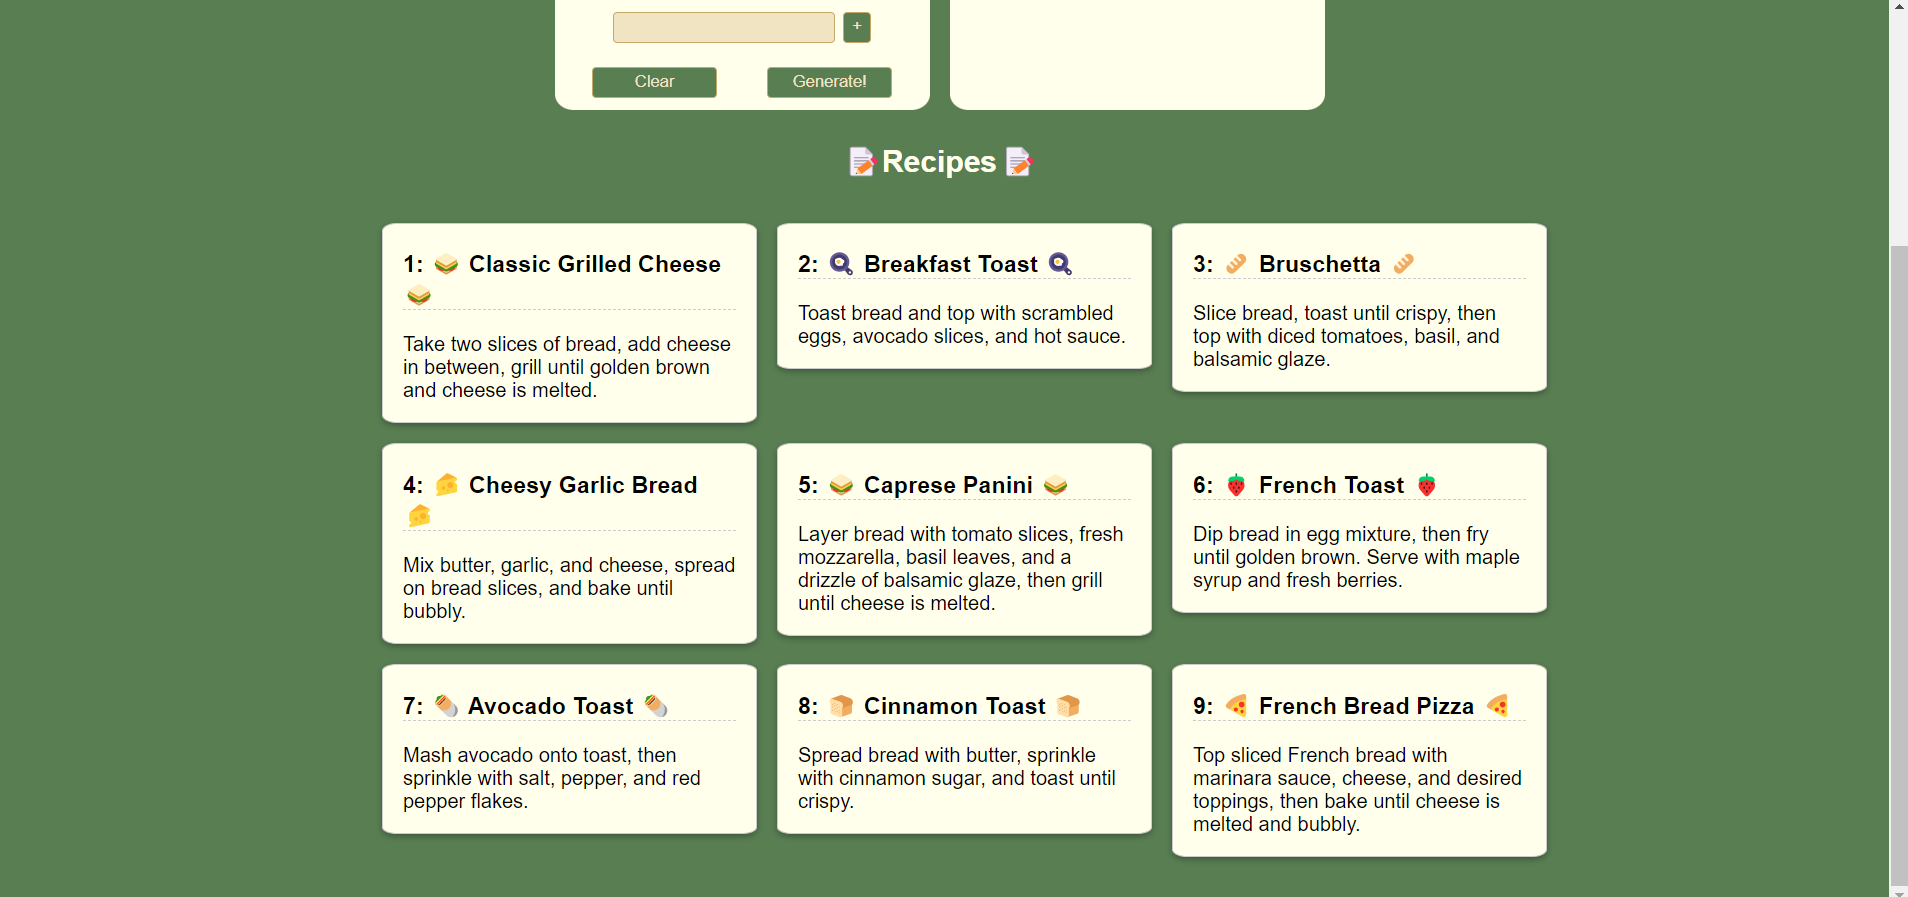 +
Clear
Generate!
📝 Recipes 📝
1: 🥪 Classic Grilled Cheese
🥪
Take two slices of bread, add cheese
in between, grill until golden brown
and cheese is melted.
2: 🍳 Breakfast Toast 🍳
Toast bread and top with scrambled
eggs, avocado slices, and hot sauce.
3: 🥖 Bruschetta 🥖
Slice bread, toast until crispy, then
top with diced tomatoes, basil, and
balsamic glaze.
4: 🧀 Cheesy Garlic Bread
🧀
Mix butter, garlic, and cheese, spread
on bread slices, and bake until
bubbly.
5: 🥪 Caprese Panini 🥪
Layer bread with tomato slices, fresh
mozzarella, basil leaves, and a
drizzle of balsamic glaze, then grill
until cheese is melted.
6: 🍓 French Toast 🍓
Dip bread in egg mixture, then fry
until golden brown. Serve with maple
syrup and fresh berries.
7: 🌯 Avocado Toast 🌯
Mash avocado onto toast, then
sprinkle with salt, pepper, and red
pepper flakes.
8: 🍞 Cinnamon Toast 🍞
Spread bread with butter, sprinkle
with cinnamon sugar, and toast until
crispy.
9: 🍕 French Bread Pizza 🍕
Top sliced French bread with
marinara sauce, cheese, and desired
toppings, then bake until cheese is
melted and bubbly.